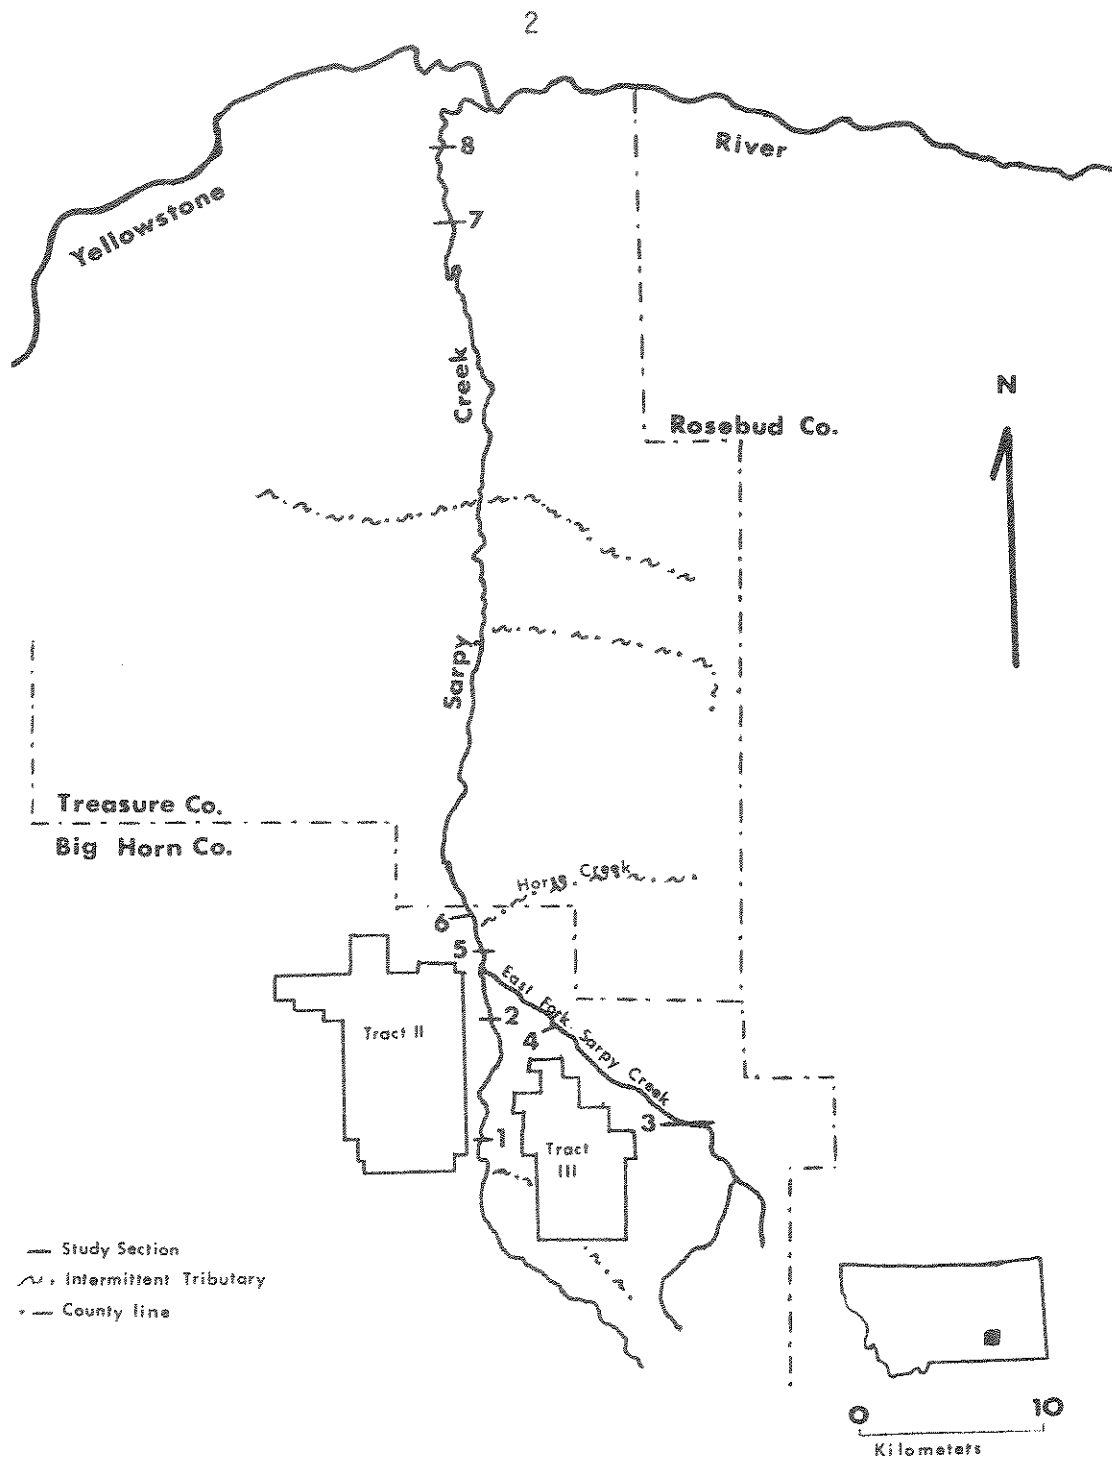 2
8
River
7
Yellowstone
Creek
N
Rosebud Co.
Sarpy
Treasure Co.
Big Horn Co.
Horse Creek
6
5
East Fork Sarpy Creek
2
4
Tract II
3
1
Tract
III
Study Section
Intermittent Tributary
County line
0 10
Kilometers